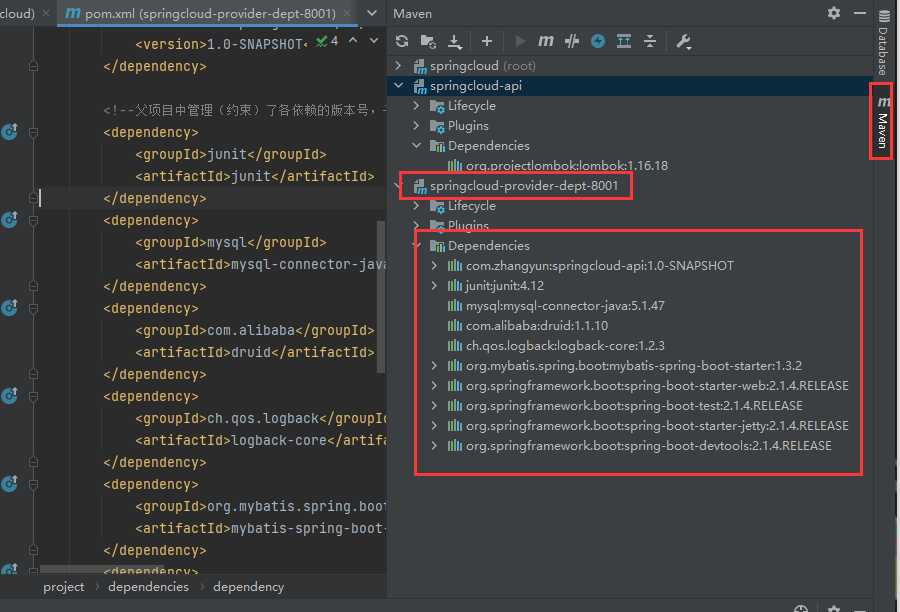 cloud)
pom.xml (springcloud-provider-dept-8001)
<version>1.0-SNAPSHOT<
4
</dependency>
<!--父项目中管理（约束）了各依赖的版本号，
<dependency>
<groupId>junit</groupId>
<artifactId>junit</artifactId>
</dependency>
<dependency>
<groupId>mysql</groupId>
<artifactId>mysql-connector-java
</dependency>
<dependency>
<groupId>com.alibaba</groupId>
<artifactId>druid</artifactId>
</dependency>
<dependency>
<groupId>ch.qos.logback</groupId
<artifactId>logback-core</artifa
</dependency>
<dependency>
<groupId>org.mybatis.spring.boot
<artifactId>mybatis-spring-boot-
</dependency>
<dependency>
project
dependencies
dependency
Maven
springcloud (root)
springcloud-api
Lifecycle
Plugins
Dependencies
org.projectlombok:lombok:1.16.18
springcloud-provider-dept-8001
Lifecycle
Plugins
Dependencies
com.zhangyun:springcloud-api:1.0-SNAPSHOT
junit:junit:4.12
mysql:mysql-connector-java:5.1.47
com.alibaba:druid:1.1.10
ch.qos.logback:logback-core:1.2.3
org.mybatis.spring.boot:mybatis-spring-boot-starter:1.3.2
org.springframework.boot:spring-boot-starter-web:2.1.4.RELEASE
org.springframework.boot:spring-boot-test:2.1.4.RELEASE
org.springframework.boot:spring-boot-starter-jetty:2.1.4.RELEASE
org.springframework.boot:spring-boot-devtools:2.1.4.RELEASE
Database
Maven